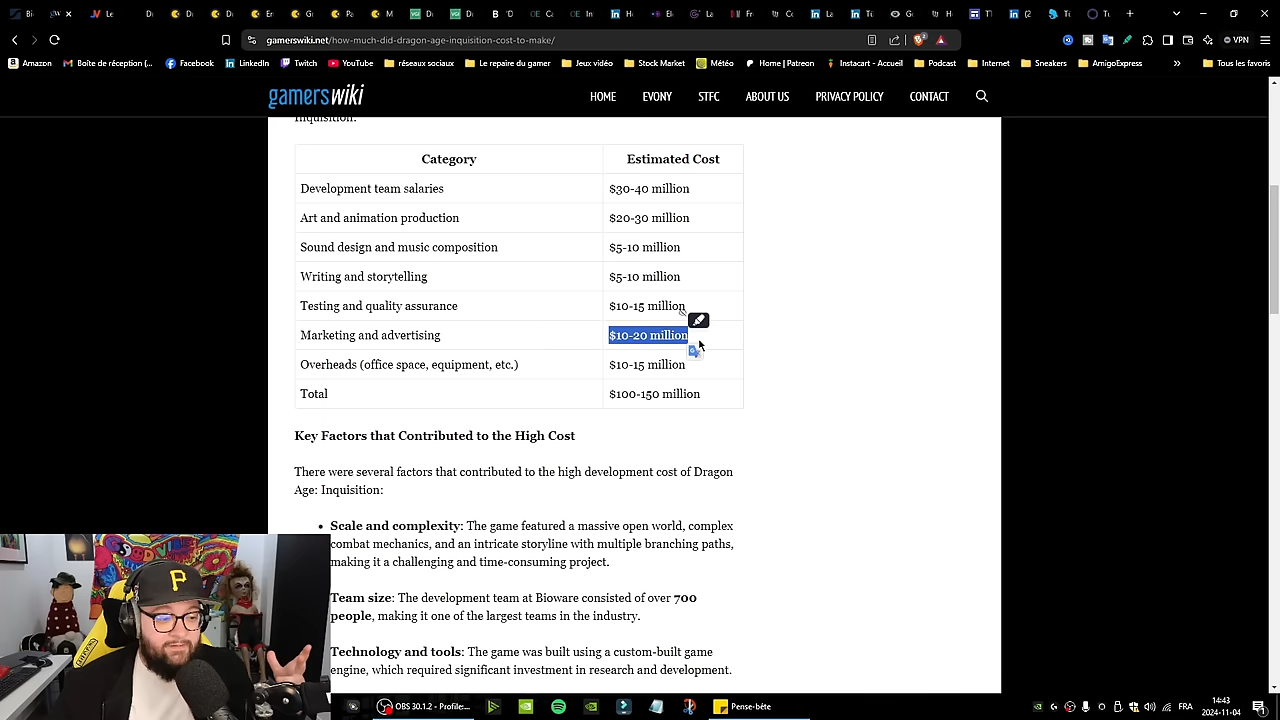 gamerswiki.net/how-much-did-dragon-age-inquisition-cost-to-make/
VPN
Amazon
Boîte de réception (...
Facebook
LinkedIn
Twitch
YouTube
réseaux sociaux
Le repaire du gamer
Jeux vidéo
Stock Market
Météo
Home | Patreon
Instacart - Accueil
Podcast
Internet
Sneakers
AmigoExpress
Tous les favoris
gamerswiki
HOME
EVONY
STFC
ABOUT US
PRIVACY POLICY
CONTACT
Inquisition:
Category Estimated Cost
Development team salaries $30-40 million
Art and animation production $20-30 million
Sound design and music composition $5-10 million
Writing and storytelling $5-10 million
Testing and quality assurance $10-15 million
Marketing and advertising $10-20 million
Overheads (office space, equipment, etc.) $10-15 million
Total $100-150 million
Key Factors that Contributed to the High Cost
There were several factors that contributed to the high development cost of Dragon
Age: Inquisition:
Scale and complexity: The game featured a massive open world, complex
combat mechanics, and an intricate storyline with multiple branching paths,
making it a challenging and time-consuming project.
Team size: The development team at Bioware consisted of over 700
people, making it one of the largest teams in the industry.
Technology and tools: The game was built using a custom-built game
engine, which required significant investment in research and development.
P
OBS 30.1.2 - Profile:...
Pense-bête
FRA
14:43
2024-11-04